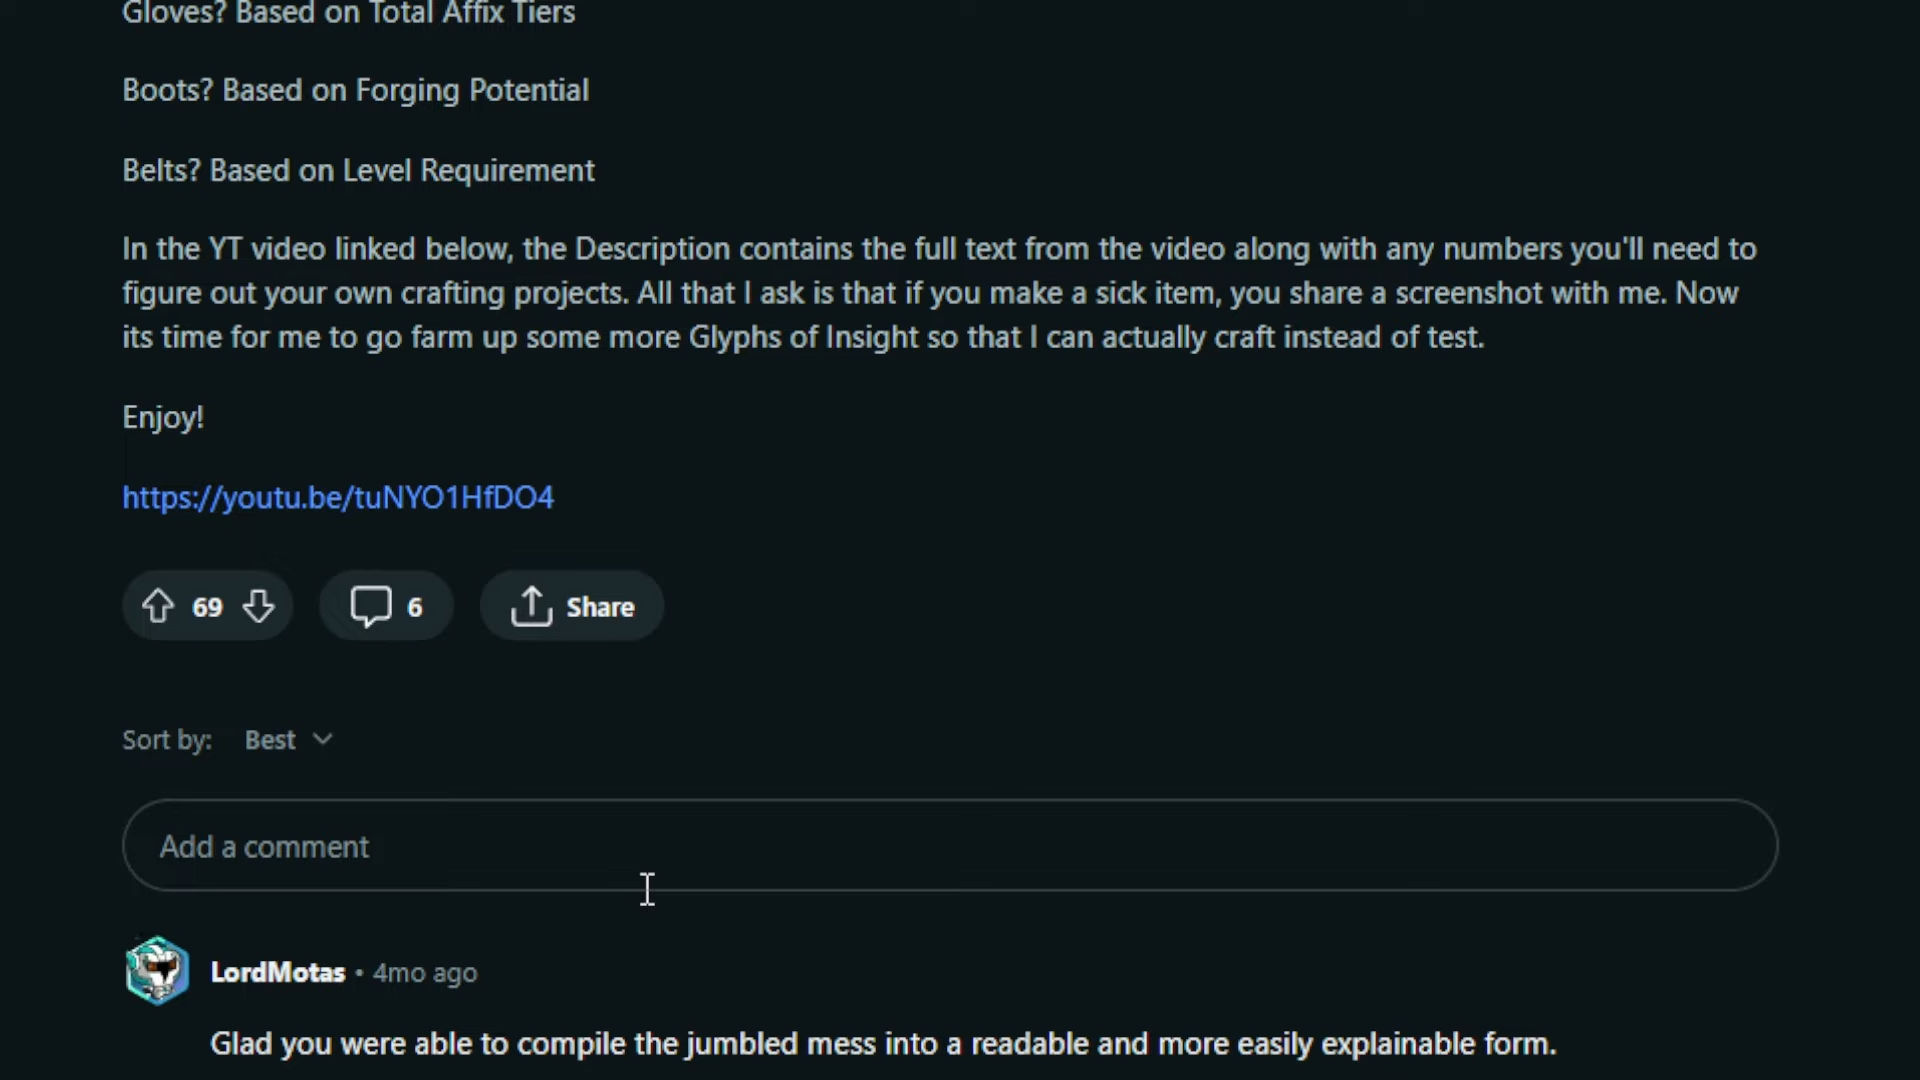 Gloves? Based on Total Affix Tiers
Boots? Based on Forging Potential
Belts? Based on Level Requirement
In the YT video linked below, the Description contains the full text from the video along with any numbers you'll need to
figure out your own crafting projects. All that I ask is that if you make a sick item, you share a screenshot with me. Now
its time for me to go farm up some more Glyphs of Insight so that I can actually craft instead of test.
Enjoy!
https://youtu.be/tuNYO1HfDO4
69 6 Share
Sort by: Best
Add a comment
LordMotas • 4mo ago
Glad you were able to compile the jumbled mess into a readable and more easily explainable form.